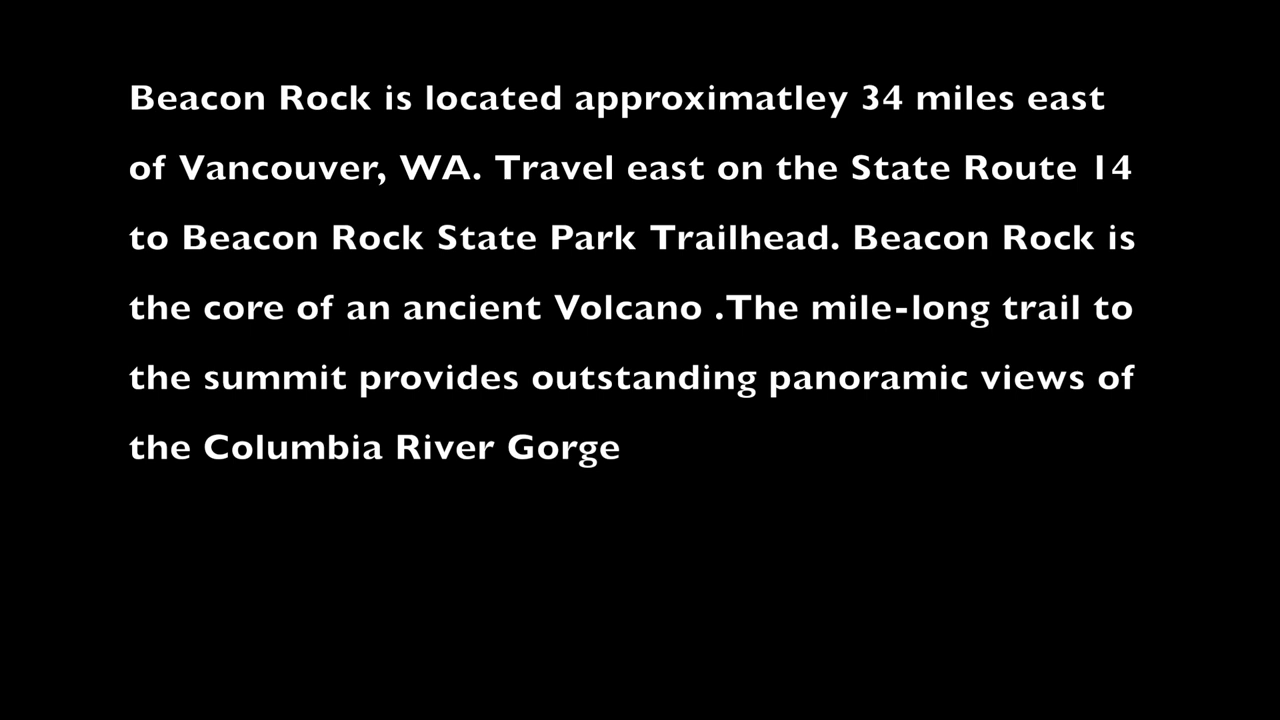 Beacon Rock is located approximatley 34 miles east
of Vancouver, WA. Travel east on the State Route 14
to Beacon Rock State Park Trailhead. Beacon Rock is
the core of an ancient Volcano .The mile-long trail to
the summit provides outstanding panoramic views of
the Columbia River Gorge